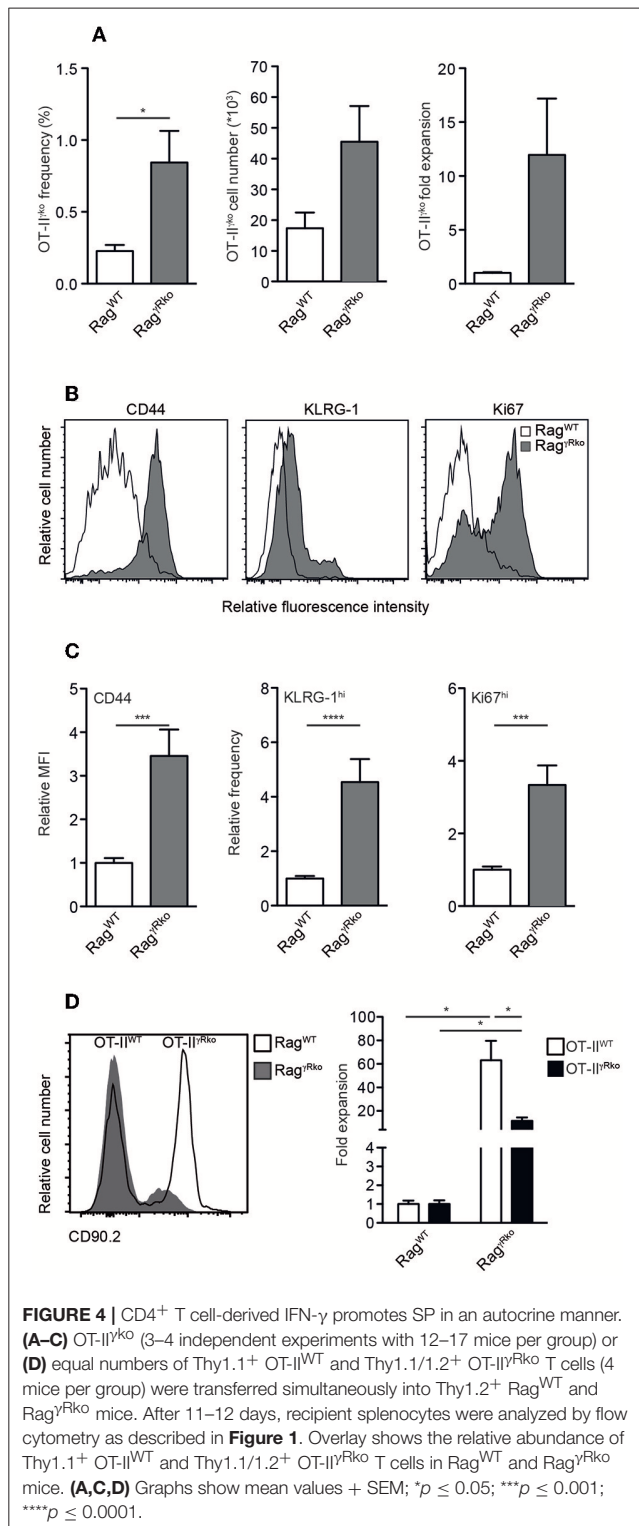 A
OT-IIγko frequency (%)
1.5
1.0
0.5
0.0
*
RagWT
RagγRko
OT-IIγko cell number (*10³)
70
60
50
40
30
20
10
0
RagWT
RagγRko
OT-IIγko fold expansion
20
15
10
5
0
RagWT
RagγRko
B
CD44
KLRG-1
Ki67
RagWT
RagγRko
Relative cell number
Relative fluorescence intensity
C
CD44
Relative MFI
5
4
3
2
1
0
***
RagWT
RagγRko
KLRG-1hi
Relative frequency
8
6
4
2
0
****
RagWT
RagγRko
Ki67hi
6
4
2
0
***
RagWT
RagγRko
D
OT-IIWT
OT-IIγRko
RagWT
RagγRko
Relative cell number
CD90.2
Fold expansion
100
80
60
40
20
4
3
2
1
0
* *
*
OT-IIWT
OT-IIγRko
RagWT
RagγRko
FIGURE 4 | CD4+ T cell-derived IFN-γ promotes SP in an autocrine manner.
(A–C) OT-IIγko (3–4 independent experiments with 12–17 mice per group) or
(D) equal numbers of Thy1.1+ OT-IIWT and Thy1.1/1.2+ OT-IIγRko T cells (4
mice per group) were transferred simultaneously into Thy1.2+ RagWT and
RagγRko mice. After 11–12 days, recipient splenocytes were analyzed by flow
cytometry as described in Figure 1. Overlay shows the relative abundance of
Thy1.1+ OT-IIWT and Thy1.1/1.2+ OT-IIγRko T cells in RagWT and RagγRko
mice. (A,C,D) Graphs show mean values + SEM; *p ≤ 0.05; ***p ≤ 0.001;
****p ≤ 0.0001.